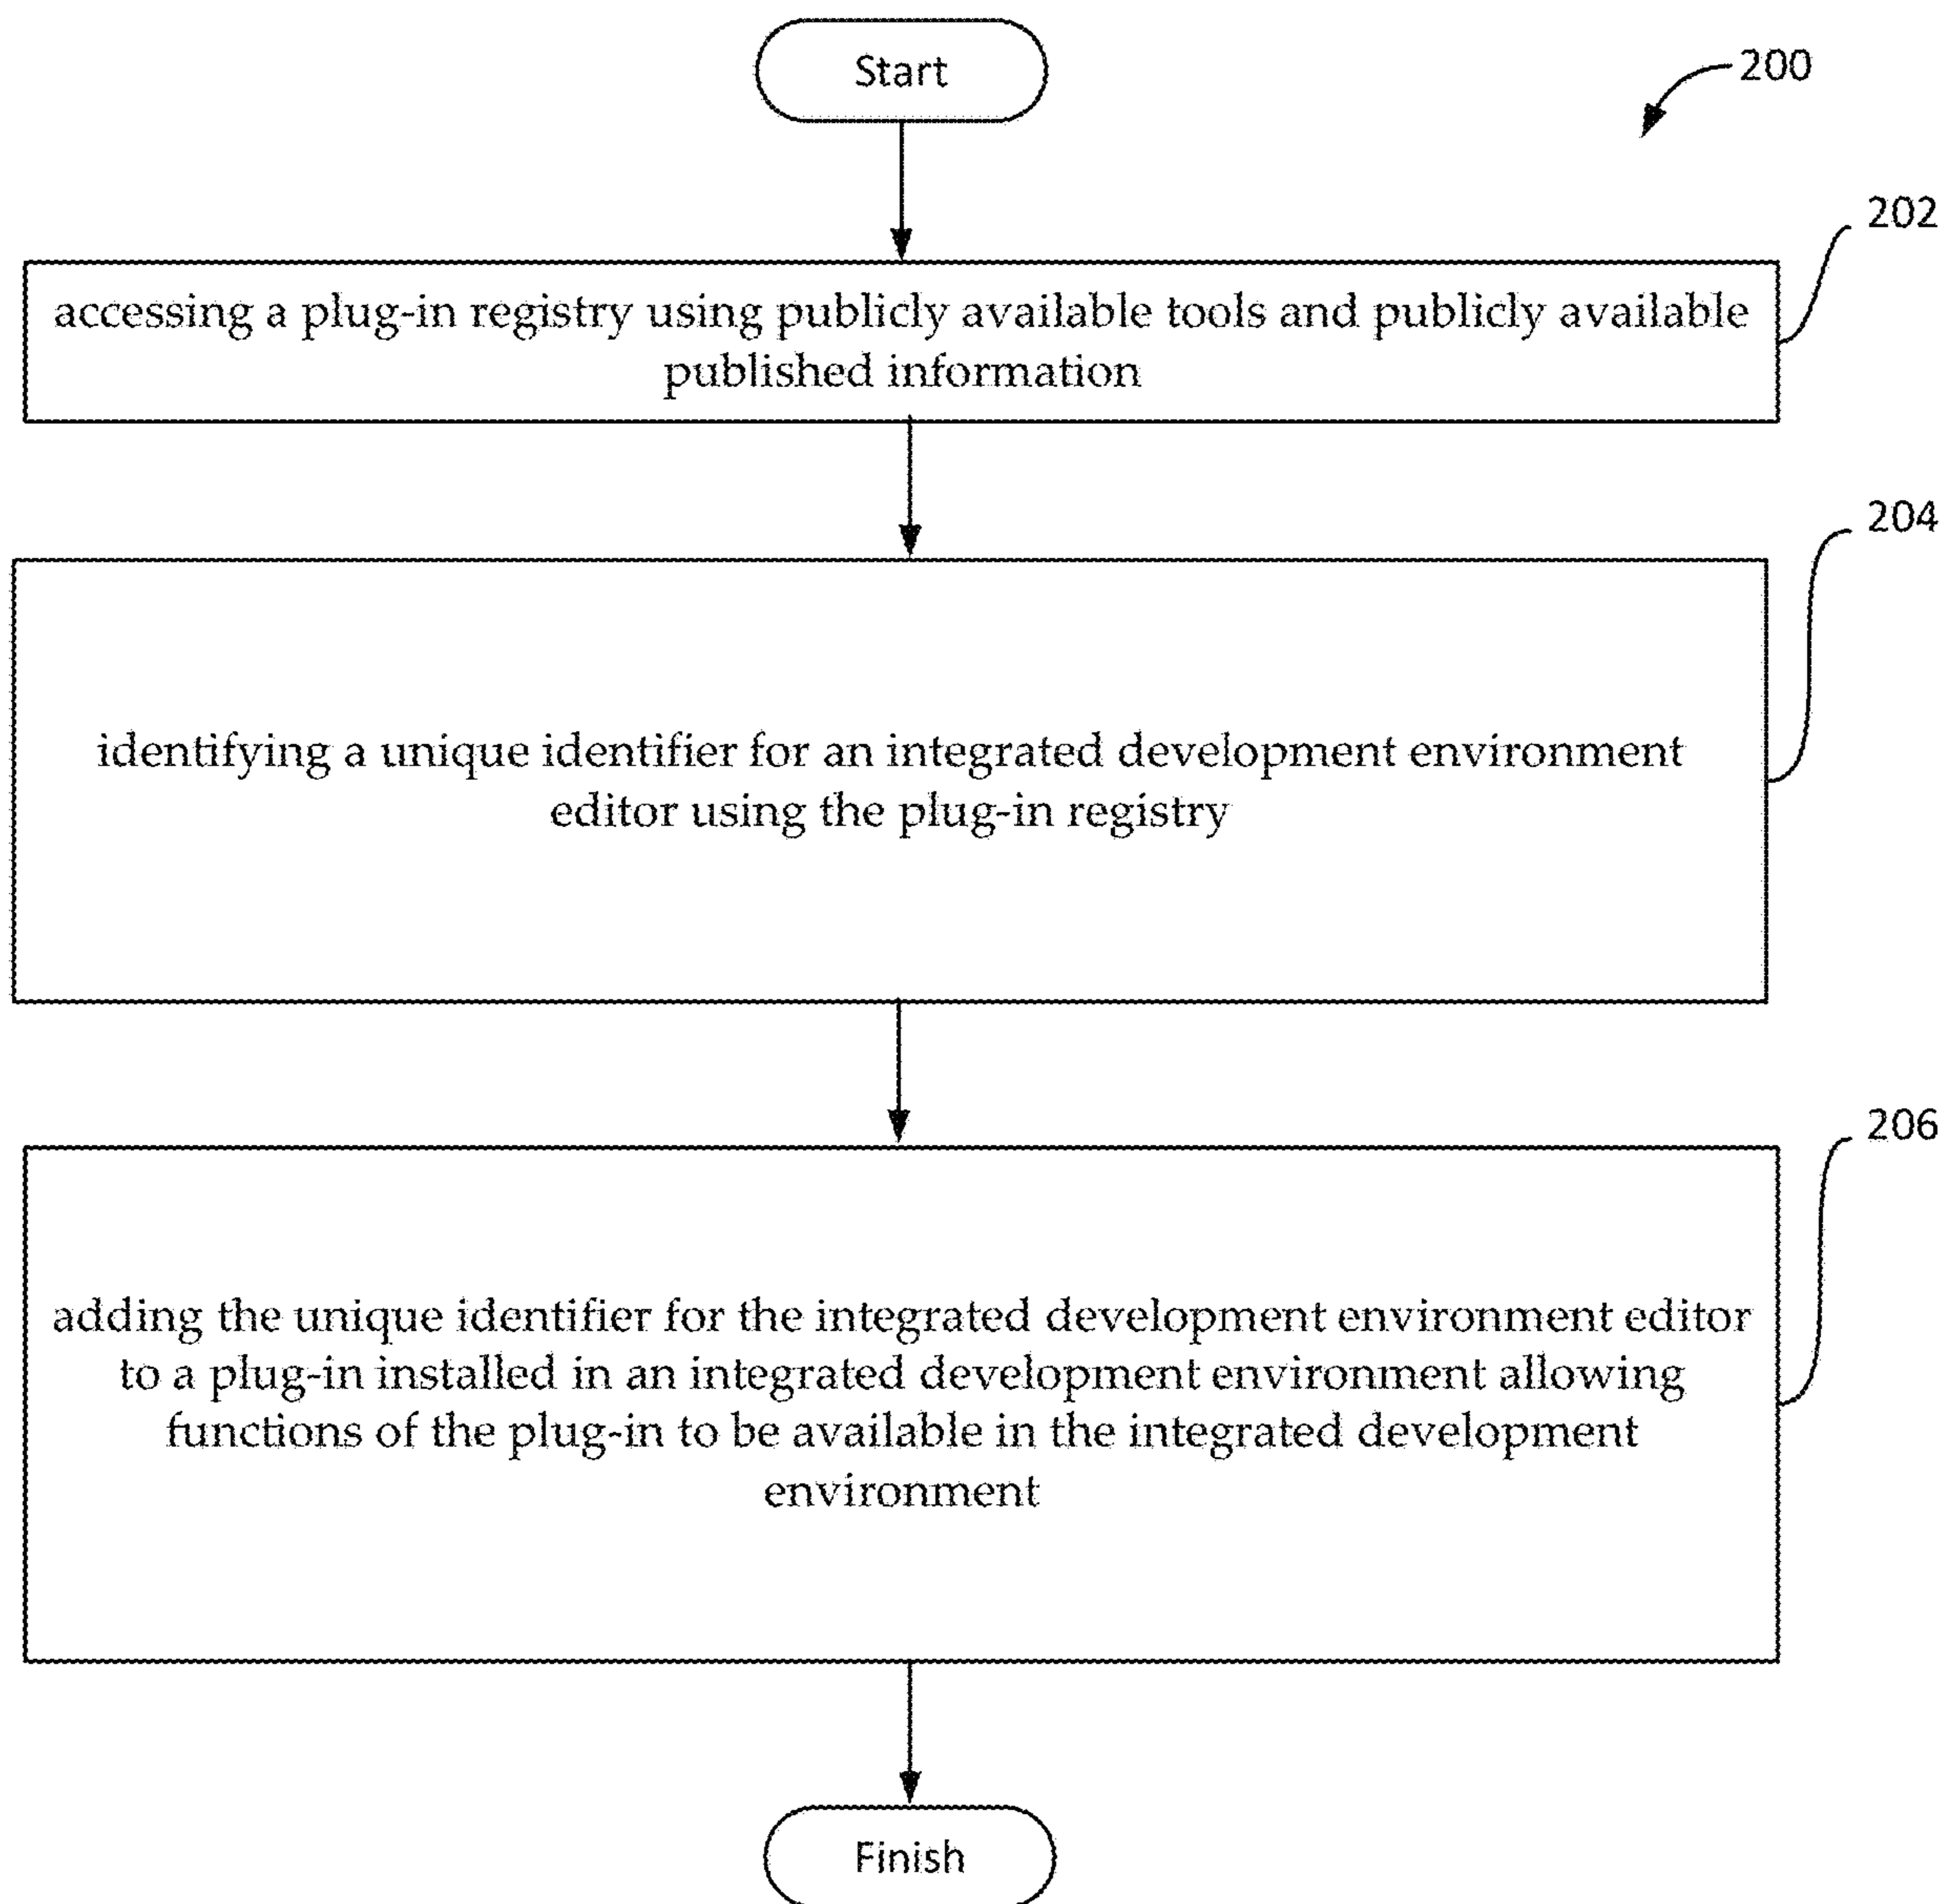 Start
200
202
accessing a plug-in registry using publicly available tools and publicly available
published information
204
identifying a unique identifier for an integrated development environment
editor using the plug-in registry
206
adding the unique identifier for the integrated development environment editor
to a plug-in installed in an integrated development environment allowing
functions of the plug-in to be available in the integrated development
environment
Finish